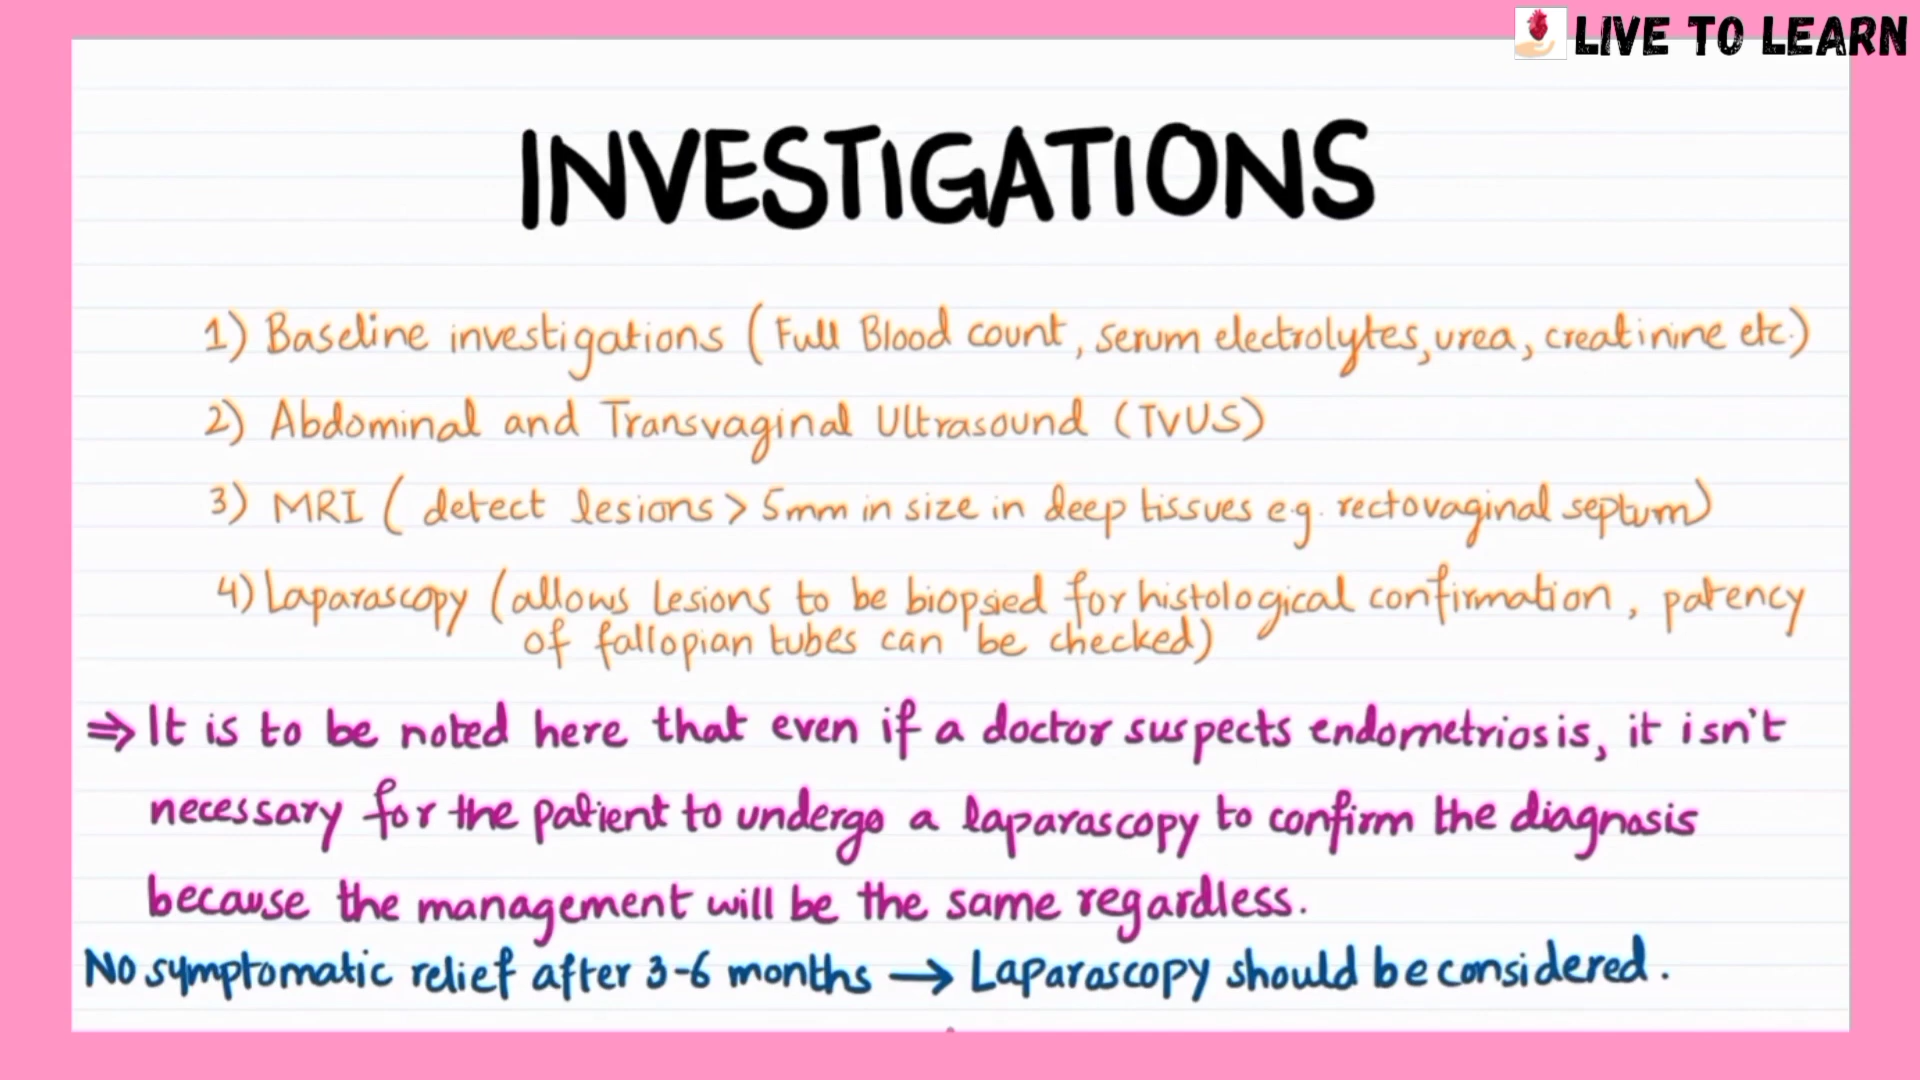 LIVE TO LEARN
INVESTIGATIONS
1) Baseline investigations (Full Blood count, serum electrolytes, urea, creatinine etc.)
2) Abdominal and Transvaginal Ultrasound (TVUS)
3) MRI ( detect lesions > 5mm in size in deep tissues e.g. rectovaginal septum)
4) Laparascopy (allows lesions to be biopsied for histological confirmation, patency
of fallopian tubes can be checked)
⇒ It is to be noted here that even if a doctor suspects endometriosis, it isn't
necessary for the patient to undergo a laparascopy to confirm the diagnosis
because the management will be the same regardless.
No symptomatic relief after 3-6 months → Laparascopy should be considered.